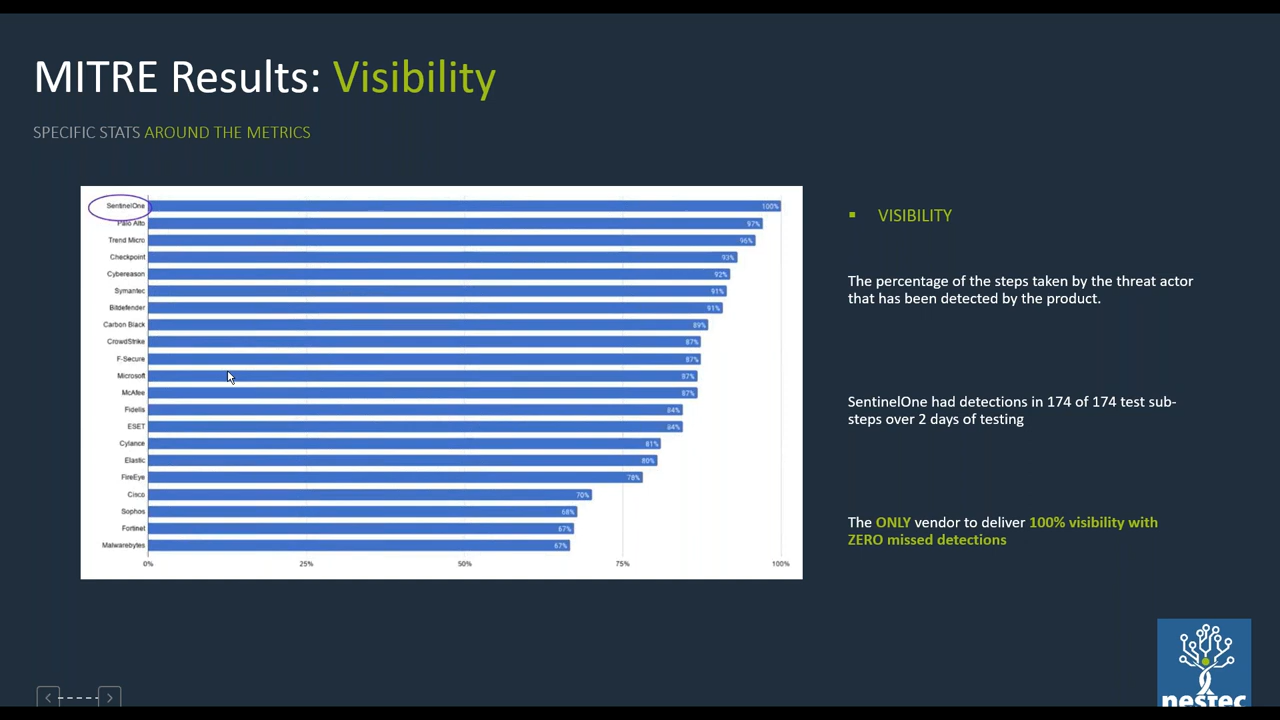 MITRE Results: Visibility
SPECIFIC STATS AROUND THE METRICS
SentinelOne 100%
Palo Alto 97%
Trend Micro 96%
Checkpoint 93%
Cybereason 92%
Symantec 91%
Bitdefender 91%
Carbon Black 89%
CrowdStrike 87%
F-Secure 87%
Microsoft 87%
McAfee 87%
Fidelis 84%
ESET 84%
Cylance 81%
Elastic 80%
FireEye 78%
Cisco 70%
Sophos 68%
Fortinet 67%
Malwarebytes 67%
0% 25% 50% 75% 100%
▪ VISIBILITY
The percentage of the steps taken by the threat actor
that has been detected by the product.
SentinelOne had detections in 174 of 174 test sub-
steps over 2 days of testing
The ONLY vendor to deliver 100% visibility with
ZERO missed detections
nestec